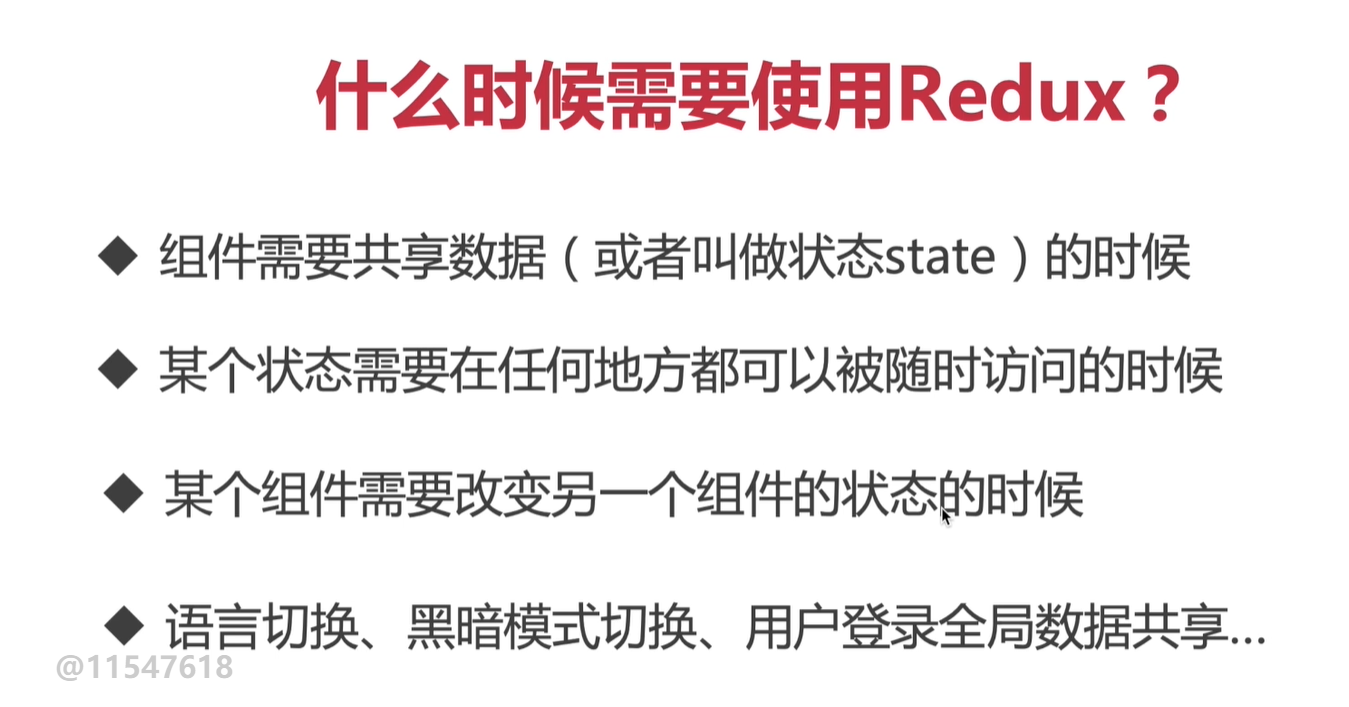 什么时候需要使用Redux？
◆ 组件需要共享数据（或者叫做状态state）的时候
◆ 某个状态需要在任何地方都可以被随时访问的时候
◆ 某个组件需要改变另一个组件的状态的时候
◆ 语言切换、黑暗模式切换、用户登录全局数据共享...
@11547618